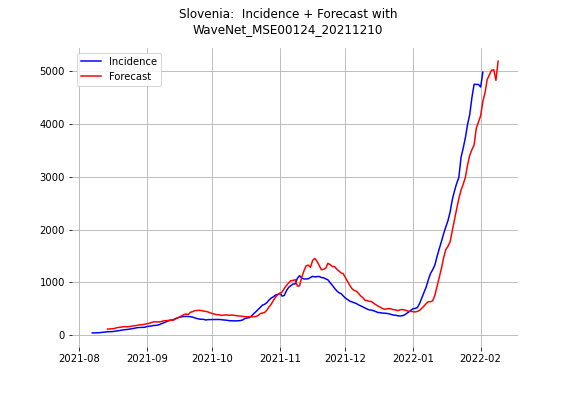 Slovenia:  Incidence + Forecast with
WaveNet_MSE00124_20211210
Incidence
Forecast
5000
4000
3000
2000
1000
0
2021-08 2021-09 2021-10 2021-11 2021-12 2022-01 2022-02